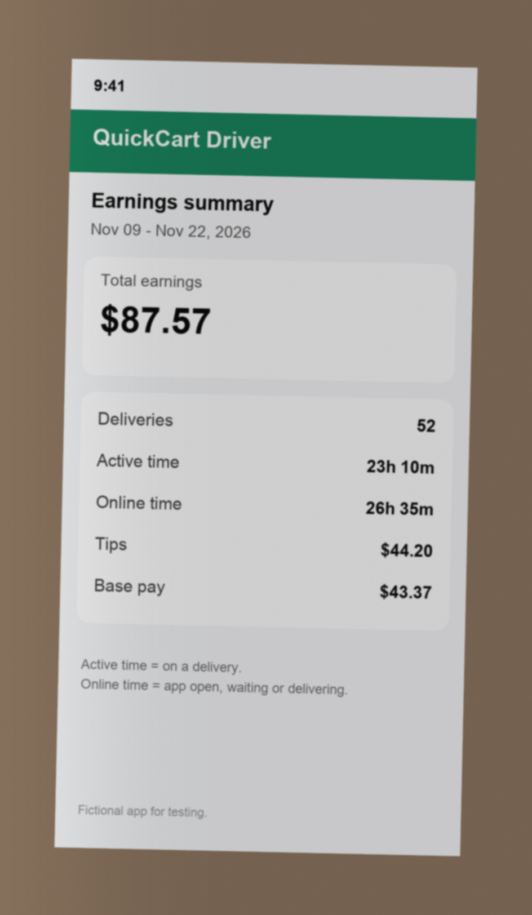 9:41
QuickCart Driver
Earnings summary
Nov 09 - Nov 22, 2026
Total earnings
$87.57
Deliveries 52
Active time 23h 10m
Online time 26h 35m
Tips $44.20
Base pay $43.37
Active time = on a delivery.
Online time = app open, waiting or delivering.
Fictional app for testing.